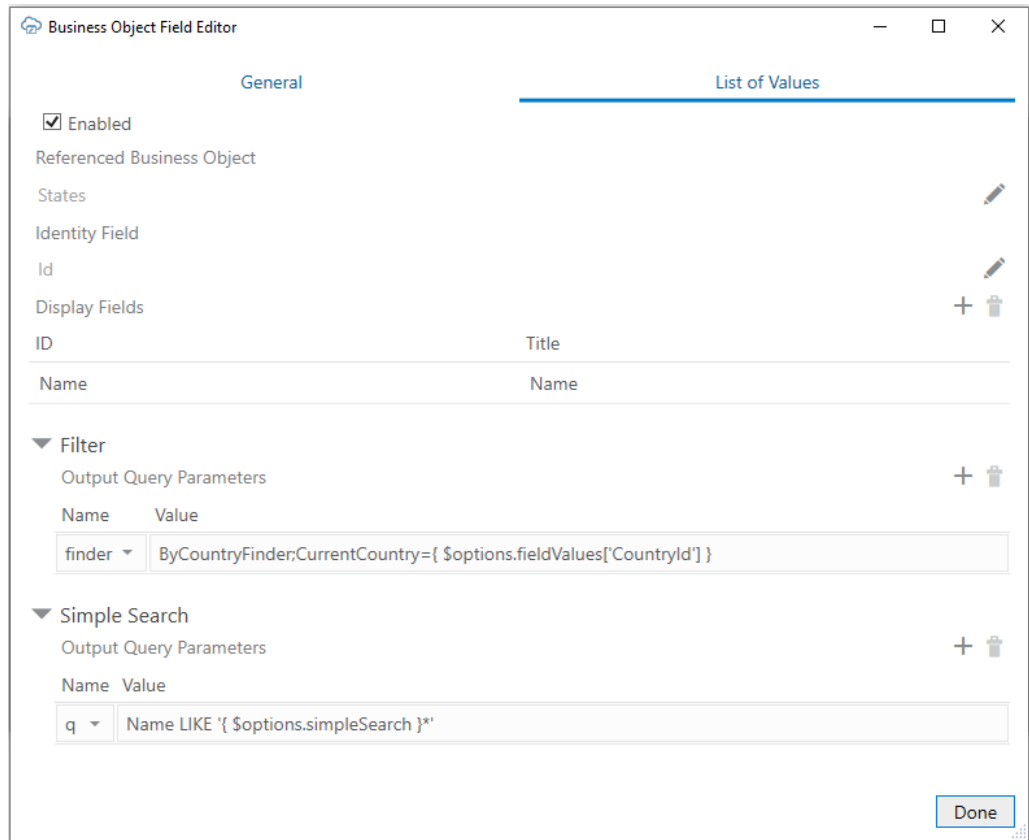 Business Object Field Editor
General List of Values
Enabled
Referenced Business Object
States
Identity Field
Id
Display Fields
ID Title
Name Name
Filter
Output Query Parameters
Name Value
finder ByCountryFinder;CurrentCountry={ $options.fieldValues['CountryId'] }
Simple Search
Output Query Parameters
Name Value
q Name LIKE '{ $options.simpleSearch }*'
Done